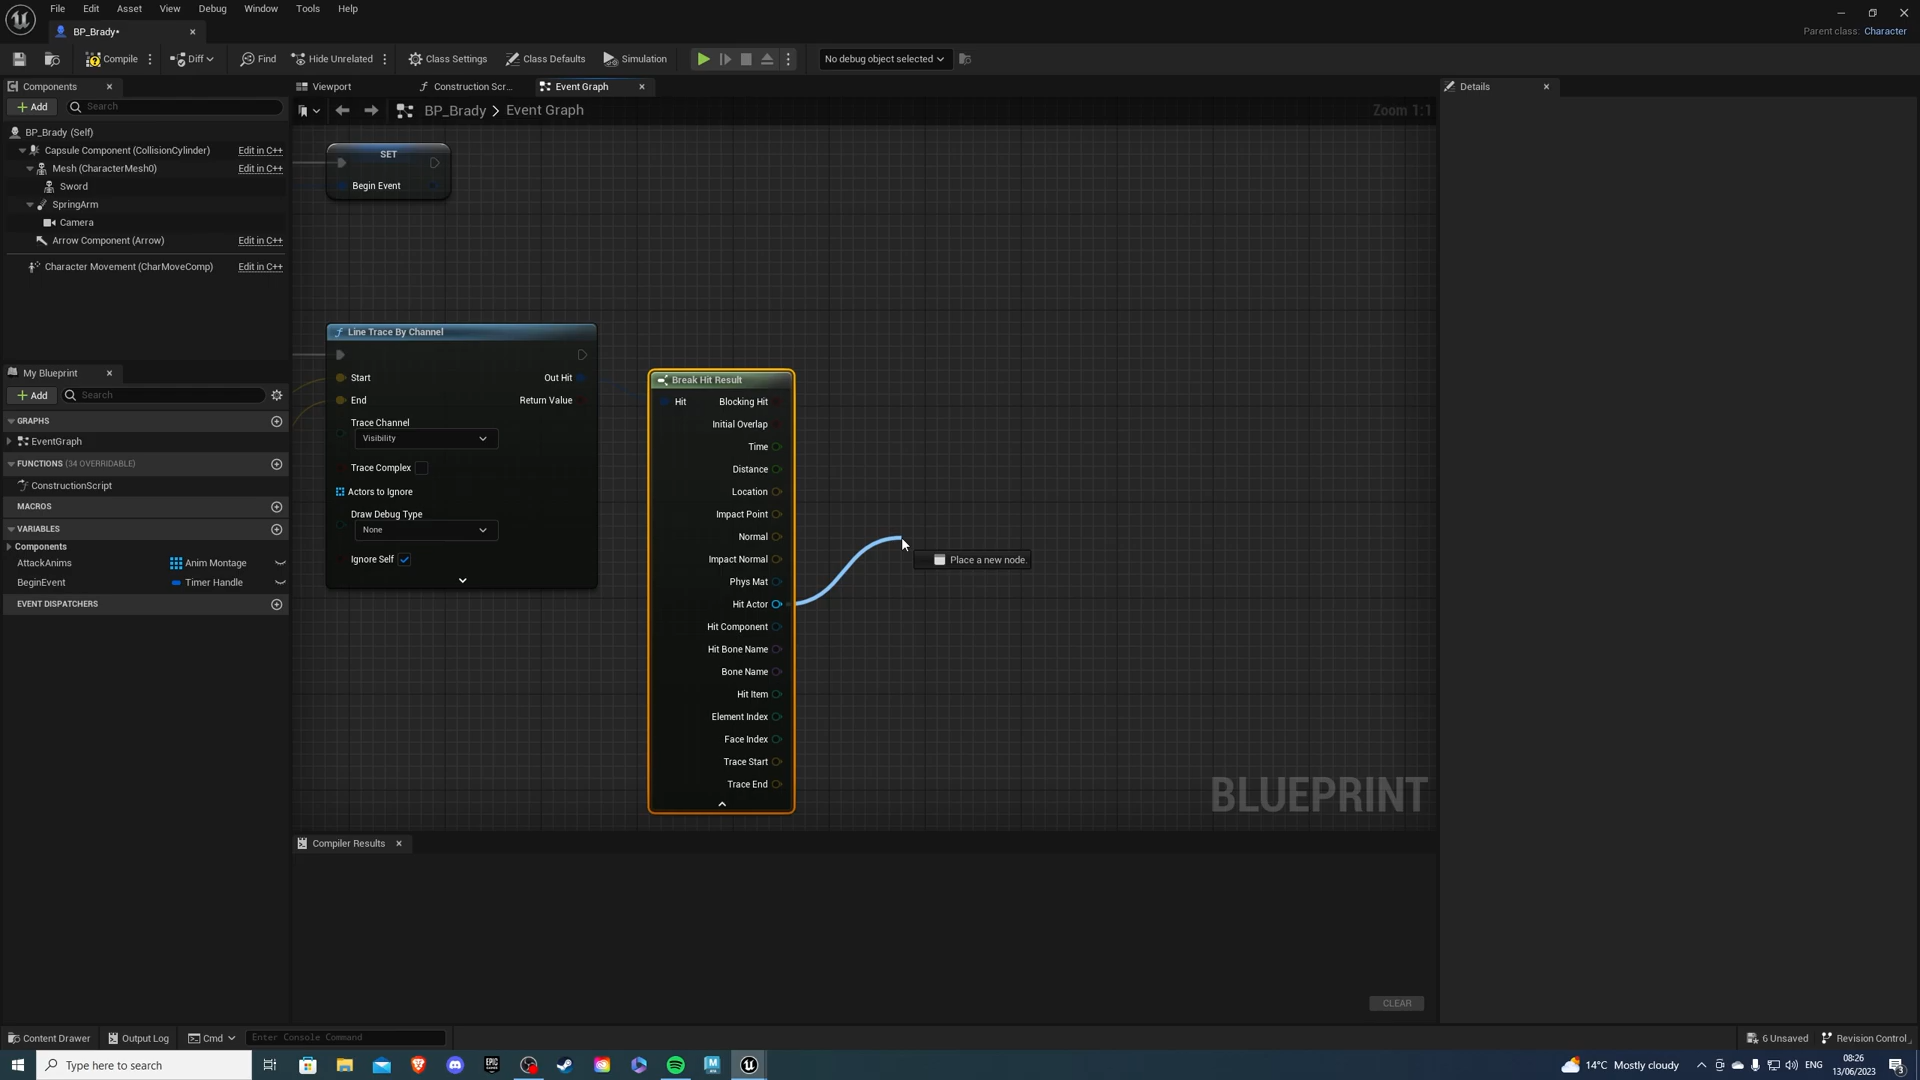 File Edit Asset View Debug Window Tools Help
BP_Brady•
Parent class: Character
Compile Diff Find Hide Unrelated Class Settings Class Defaults Simulation No debug object selected
Components
Add Search
BP_Brady (Self)
Capsule Component (CollisionCylinder) Edit in C++
Mesh (CharacterMesh0) Edit in C++
Sword
SpringArm
Camera
Arrow Component (Arrow) Edit in C++
Character Movement (CharMoveComp) Edit in C++
My Blueprint
Add Search
GRAPHS
EventGraph
FUNCTIONS (34 OVERRIDABLE)
ConstructionScript
MACROS
VARIABLES
Components
AttackAnims Anim Montage
BeginEvent Timer Handle
EVENT DISPATCHERS
Viewport Construction Scr... Event Graph
BP_Brady > Event Graph
Zoom 1:1
SET
Begin Event
Line Trace By Channel
Start Out Hit
End Return Value
Trace Channel
Visibility
Trace Complex
Actors to Ignore
Draw Debug Type
None
Ignore Self
Break Hit Result
Hit Blocking Hit
Initial Overlap
Time
Distance
Location
Impact Point
Normal
Impact Normal
Phys Mat
Hit Actor
Hit Component
Hit Bone Name
Bone Name
Hit Item
Element Index
Face Index
Trace Start
Trace End
Place a new node.
BLUEPRINT
Details
Compiler Results
CLEAR
Content Drawer Output Log Cmd Enter Console Command
6 Unsaved Revision Control
Type here to search
EPIC
14°C Mostly cloudy
ENG
08:26
13/06/2023
3